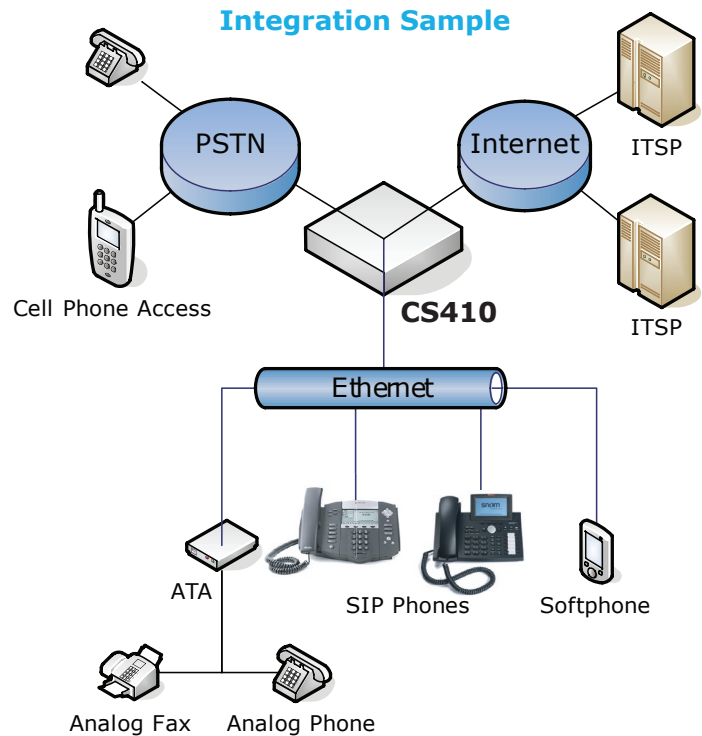 Integration Sample
PSTN
Internet
ITSP
Cell Phone Access
CS410
ITSP
Ethernet
snom
ATA
SIP Phones
Softphone
Analog Fax
Analog Phone